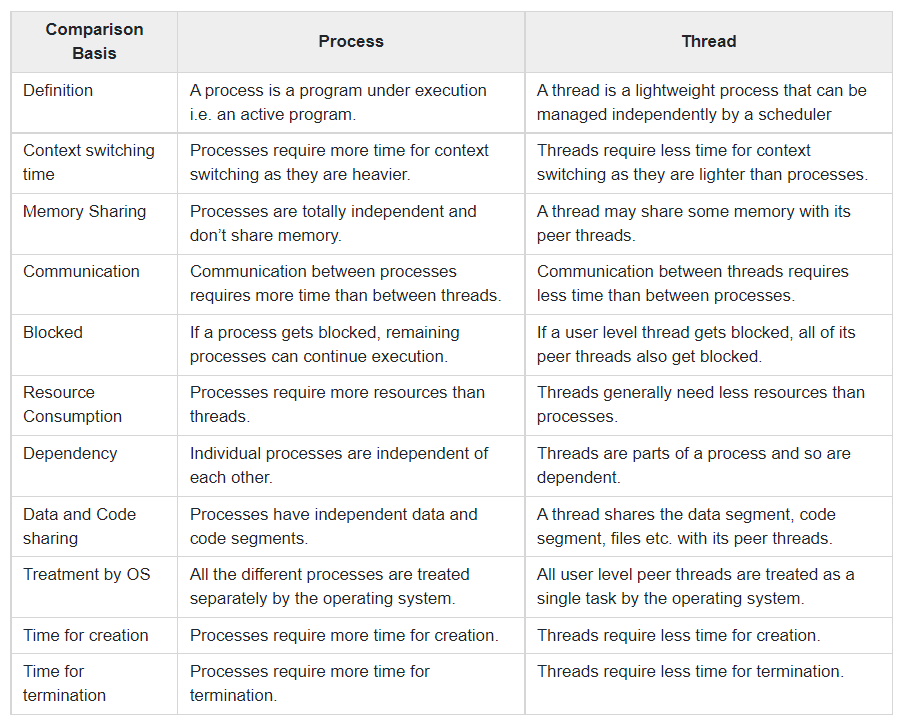 Comparison
Basis
Process
Thread
Definition
A process is a program under execution
i.e. an active program.
A thread is a lightweight process that can be
managed independently by a scheduler
Context switching
time
Processes require more time for context
switching as they are heavier.
Threads require less time for context
switching as they are lighter than processes.
Memory Sharing
Processes are totally independent and
don’t share memory.
A thread may share some memory with its
peer threads.
Communication
Communication between processes
requires more time than between threads.
Communication between threads requires
less time than between processes.
Blocked
If a process gets blocked, remaining
processes can continue execution.
If a user level thread gets blocked, all of its
peer threads also get blocked.
Resource
Consumption
Processes require more resources than
threads.
Threads generally need less resources than
processes.
Dependency
Individual processes are independent of
each other.
Threads are parts of a process and so are
dependent.
Data and Code
sharing
Processes have independent data and
code segments.
A thread shares the data segment, code
segment, files etc. with its peer threads.
Treatment by OS
All the different processes are treated
separately by the operating system.
All user level peer threads are treated as a
single task by the operating system.
Time for creation
Processes require more time for creation.
Threads require less time for creation.
Time for
termination
Processes require more time for
termination.
Threads require less time for termination.